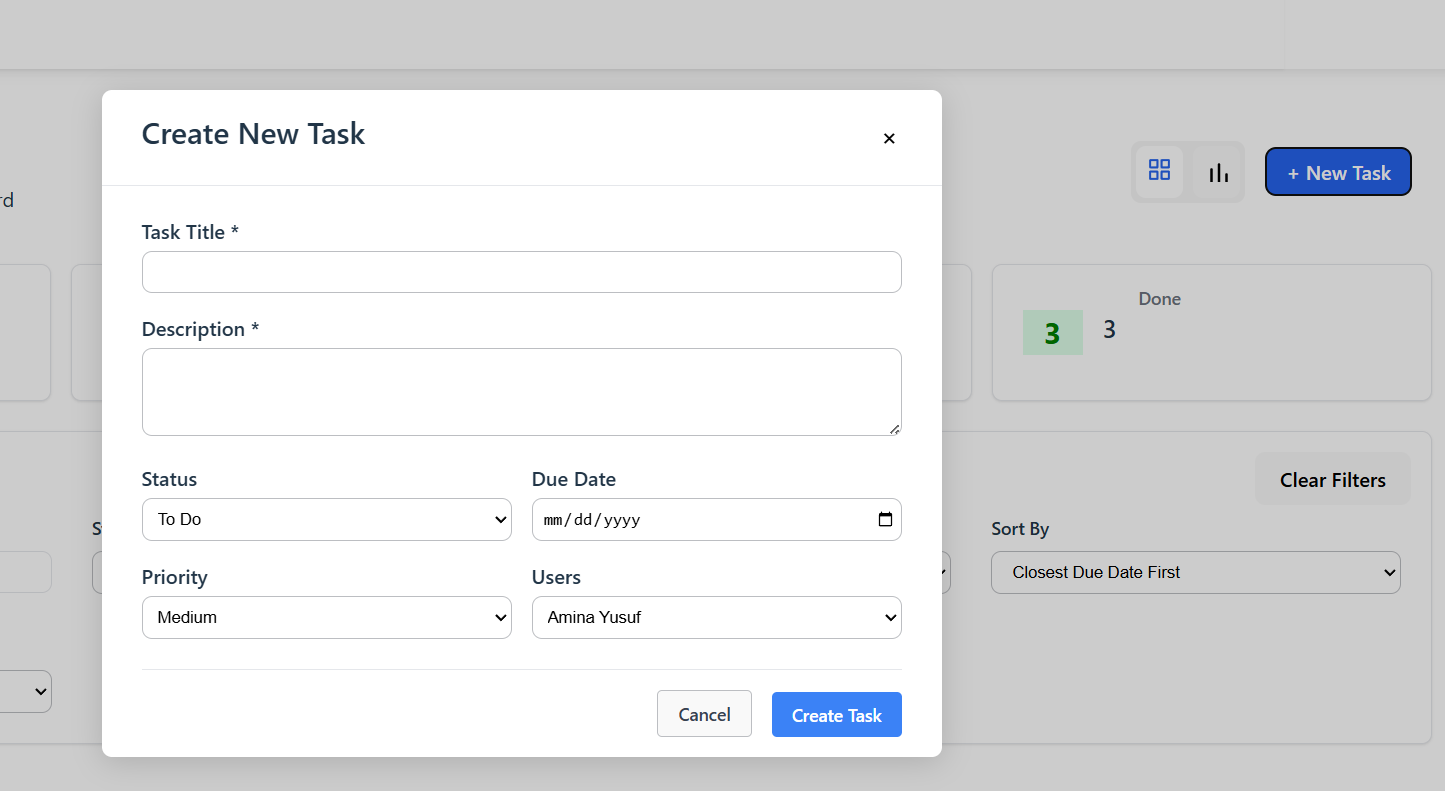 Create New Task
×
Task Title *
Description *
Status
Due Date
To Do
mm/dd/yyyy
Priority
Users
Medium
Amina Yusuf
Cancel
Create Task
+ New Task
Done
3
3
Clear Filters
Sort By
Closest Due Date First